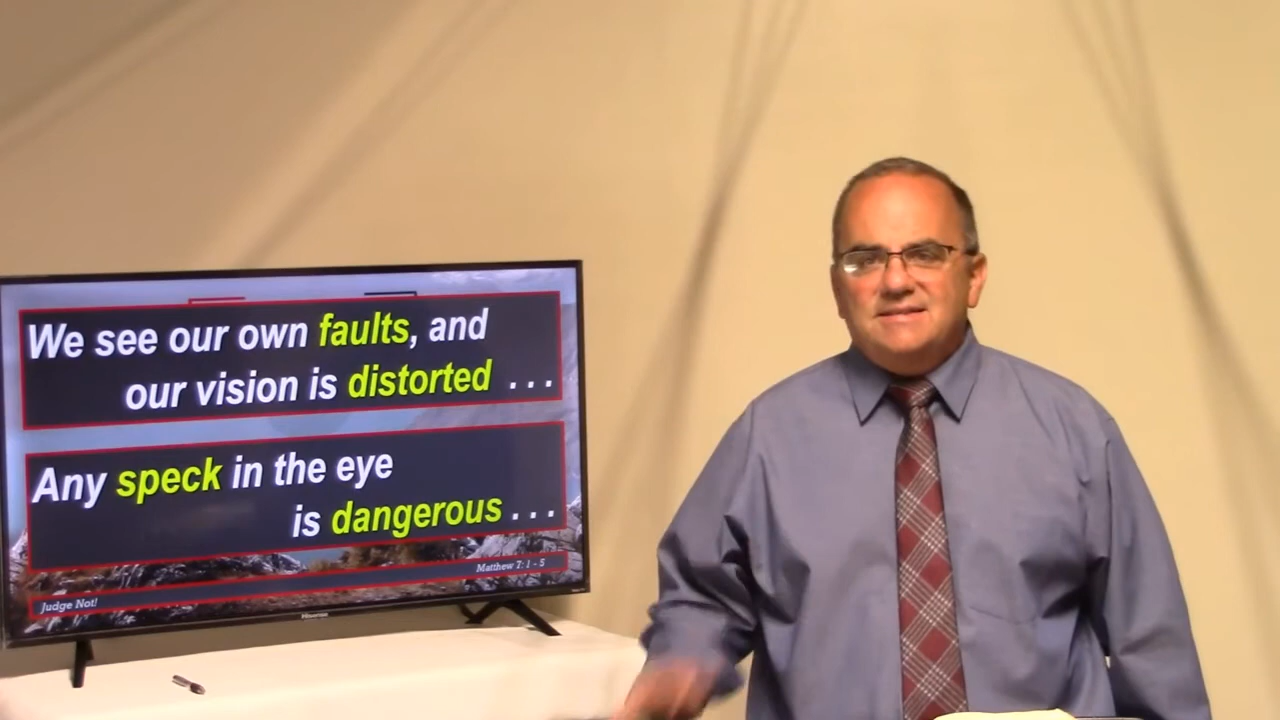 We see our own faults, and
our vision is distorted . . .
Any speck in the eye
is dangerous . . .
Matthew 7: 1 - 5
Judge Not!
Hisense